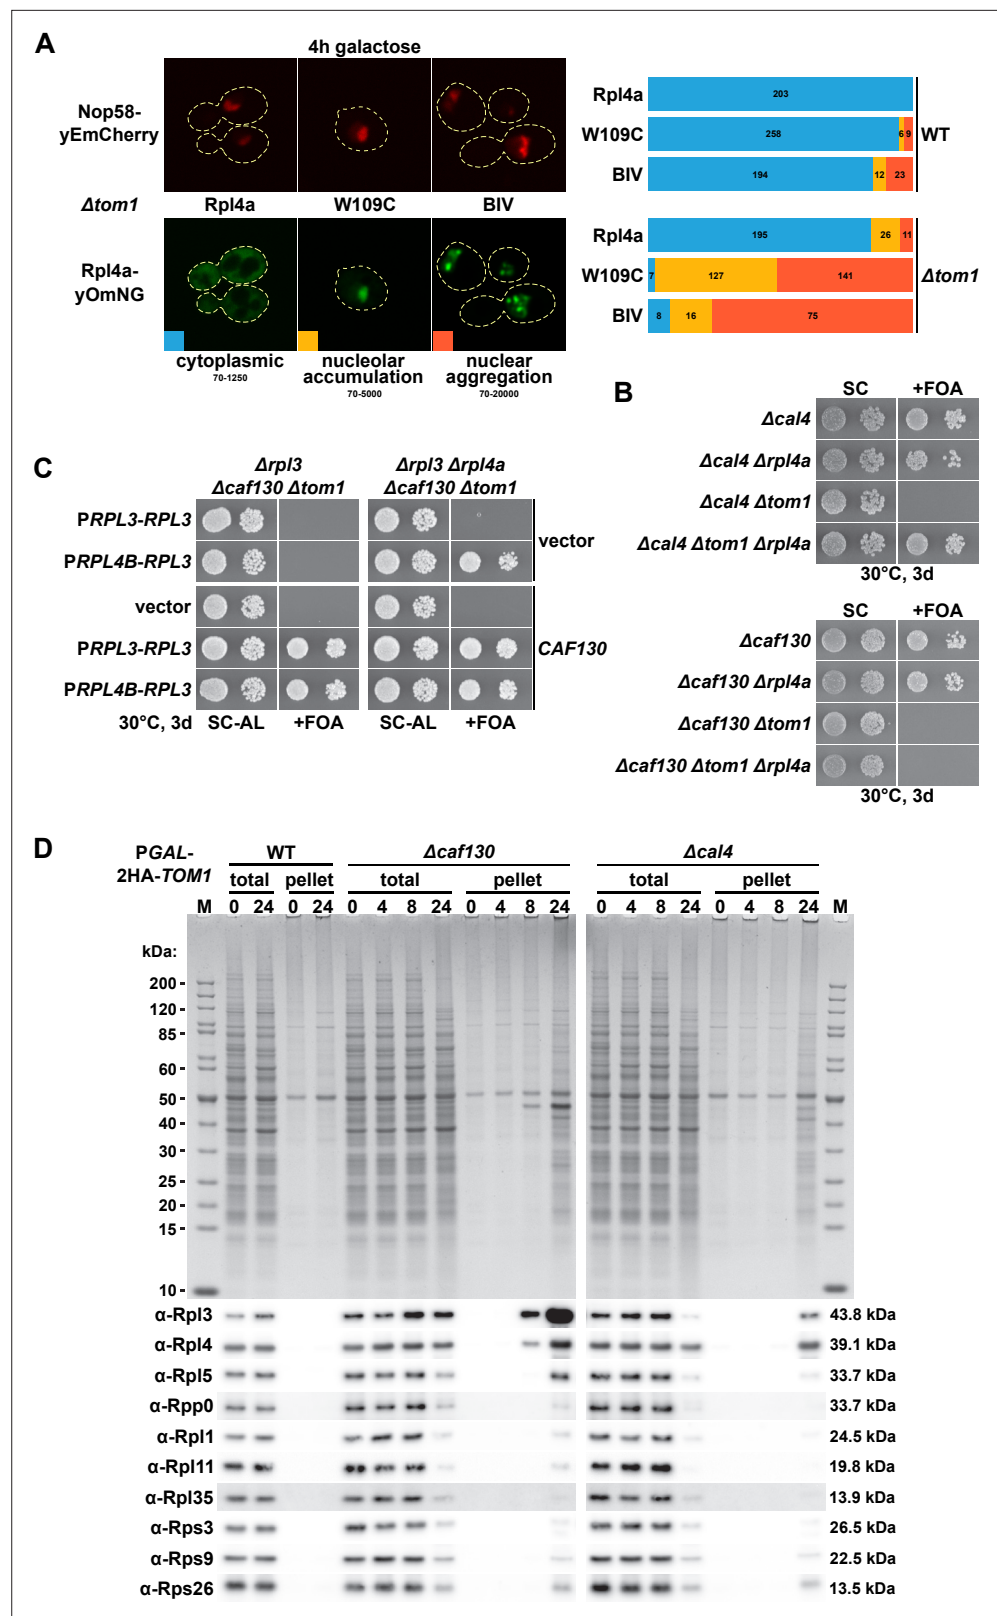 A
4h galactose
Nop58-
yEmCherry
Δtom1
Rpl4a
W109C
BIV
Rpl4a-
yOmNG
cytoplasmic
70-1250
nucleolar
accumulation
70-5000
nuclear
aggregation
70-20000
Rpl4a
203
W109C
258
6
9
WT
BIV
194
12
23
Rpl4a
195
26
11
W109C
7
127
141
Δtom1
BIV
8
16
75
B
SC
+FOA
Δcal4
Δcal4 Δrpl4a
Δcal4 Δtom1
Δcal4 Δtom1 Δrpl4a
30°C, 3d
SC
+FOA
Δcaf130
Δcaf130 Δrpl4a
Δcaf130 Δtom1
Δcaf130 Δtom1 Δrpl4a
30°C, 3d
C
Δrpl3
Δcaf130 Δtom1
Δrpl3 Δrpl4a
Δcaf130 Δtom1
PRPL3-RPL3
PRPL4B-RPL3
vector
vector
PRPL3-RPL3
PRPL4B-RPL3
CAF130
30°C, 3d
SC-AL
+FOA
SC-AL
+FOA
D
PGAL-
2HA-TOM1
WT
Δcaf130
Δcal4
total
pellet
total
pellet
total
pellet
M
0 24
0 24
0 4 8 24
0 4 8 24
0 4 8 24
0 4 8 24
M
kDa:
200
120
85
60
50
40
30
25
20
15
10
α-Rpl3
43.8 kDa
α-Rpl4
39.1 kDa
α-Rpl5
33.7 kDa
α-Rpp0
33.7 kDa
α-Rpl1
24.5 kDa
α-Rpl11
19.8 kDa
α-Rpl35
13.9 kDa
α-Rps3
26.5 kDa
α-Rps9
22.5 kDa
α-Rps26
13.5 kDa